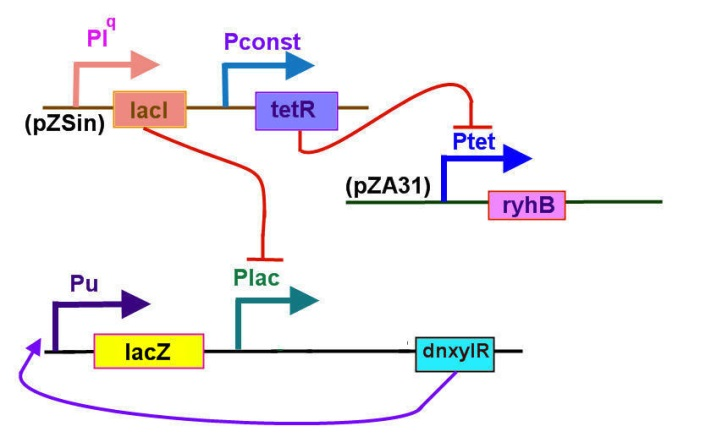 PI^q
Pconst
lacI
tetR
(pZSin)
Ptet
(pZA31)
ryhB
Pu
Plac
lacZ
dnxylR